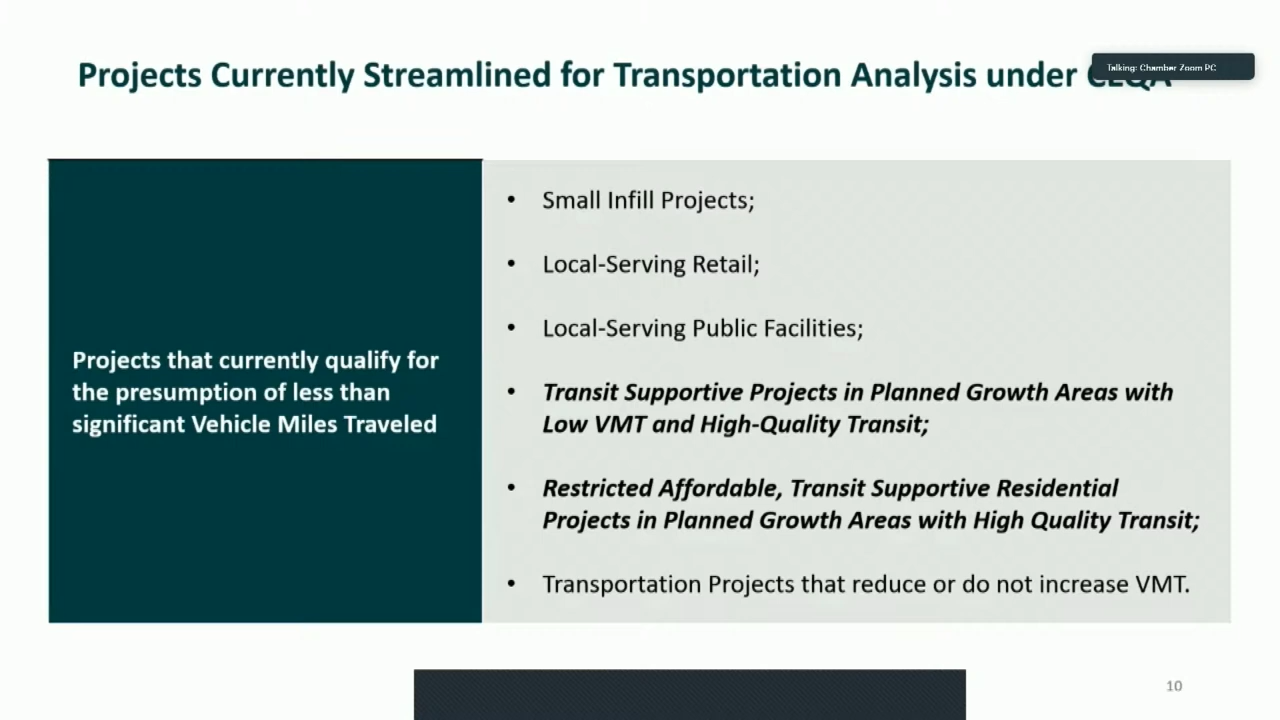 Projects Currently Streamlined for Transportation Analysis under CEQA
Talking: Chamber Zoom PC
Projects that currently qualify for
the presumption of less than
significant Vehicle Miles Traveled
• Small Infill Projects;
• Local-Serving Retail;
• Local-Serving Public Facilities;
• Transit Supportive Projects in Planned Growth Areas with
Low VMT and High-Quality Transit;
• Restricted Affordable, Transit Supportive Residential
Projects in Planned Growth Areas with High Quality Transit;
• Transportation Projects that reduce or do not increase VMT.
10